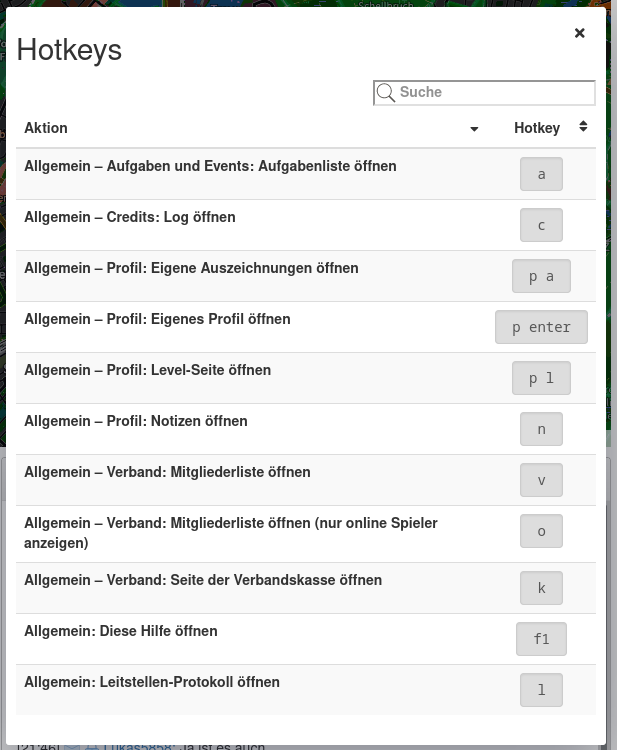 Schellbruch
×
Hotkeys
Suche
Aktion Hotkey
Allgemein – Aufgaben und Events: Aufgabenliste öffnen a
Allgemein – Credits: Log öffnen c
Allgemein – Profil: Eigene Auszeichnungen öffnen p a
Allgemein – Profil: Eigenes Profil öffnen p enter
Allgemein – Profil: Level-Seite öffnen p l
Allgemein – Profil: Notizen öffnen n
Allgemein – Verband: Mitgliederliste öffnen v
Allgemein – Verband: Mitgliederliste öffnen (nur online Spieler
anzeigen) o
Allgemein – Verband: Seite der Verbandskasse öffnen k
Allgemein: Diese Hilfe öffnen f1
Allgemein: Leitstellen-Protokoll öffnen l
[21:46] Lukas5858: Ja ist es auch